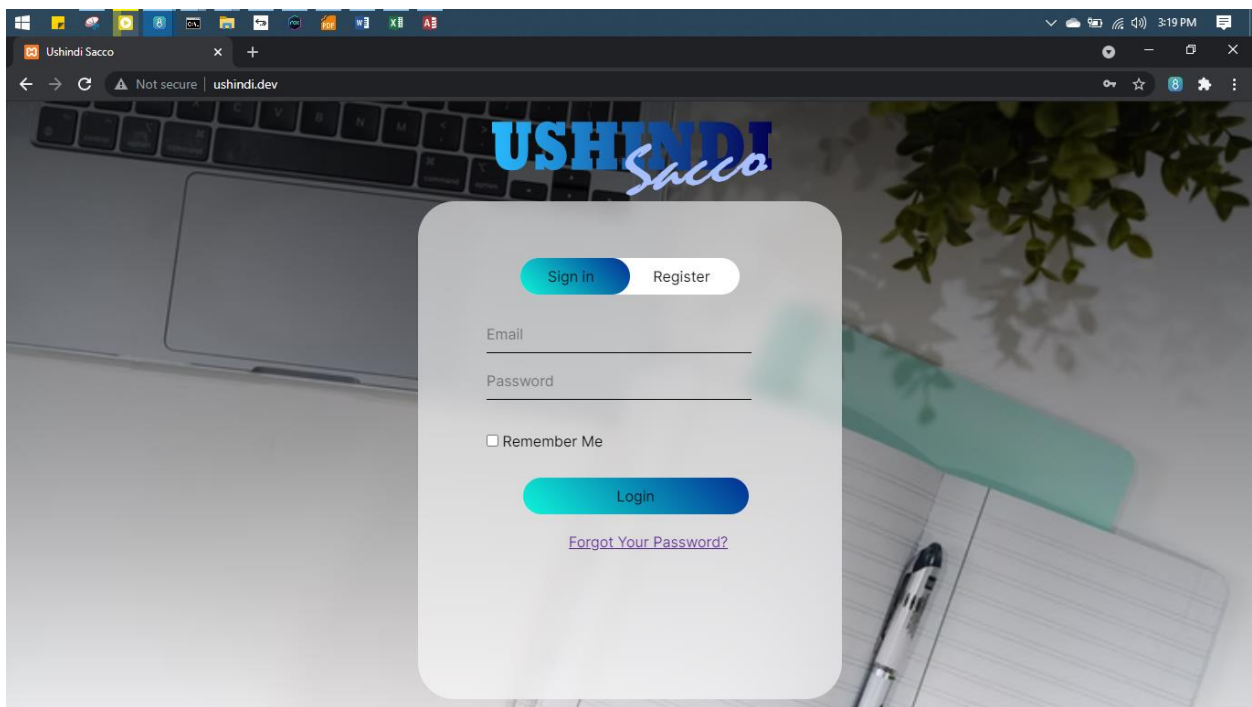 3:19 PM
Ushindi Sacco
Not secure | ushindi.dev
USHINDI
Sacco
Sign in Register
Email
Password
Remember Me
Login
Forgot Your Password?